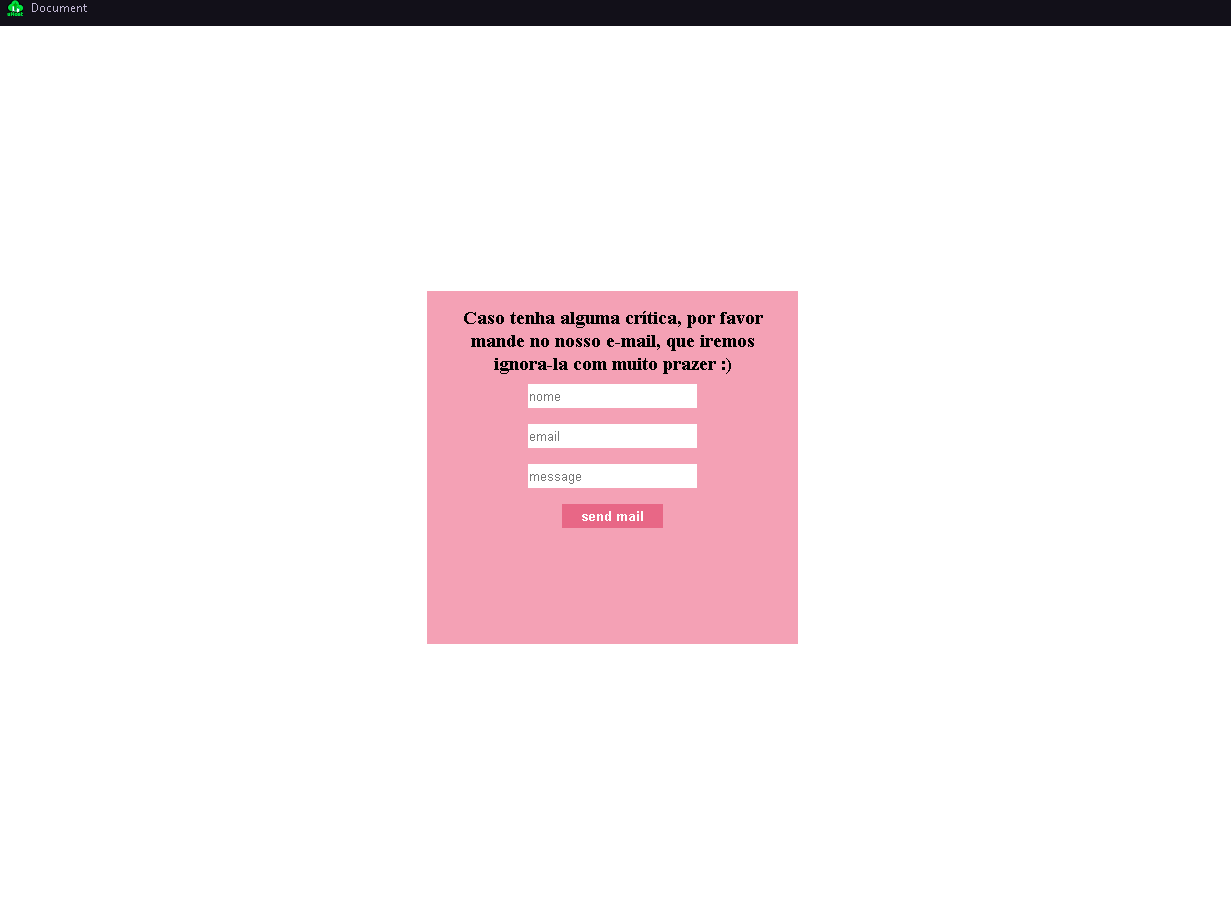 Document
Caso tenha alguma crítica, por favor
mande no nosso e-mail, que iremos
ignora-la com muito prazer :)
nome
email
message
send mail